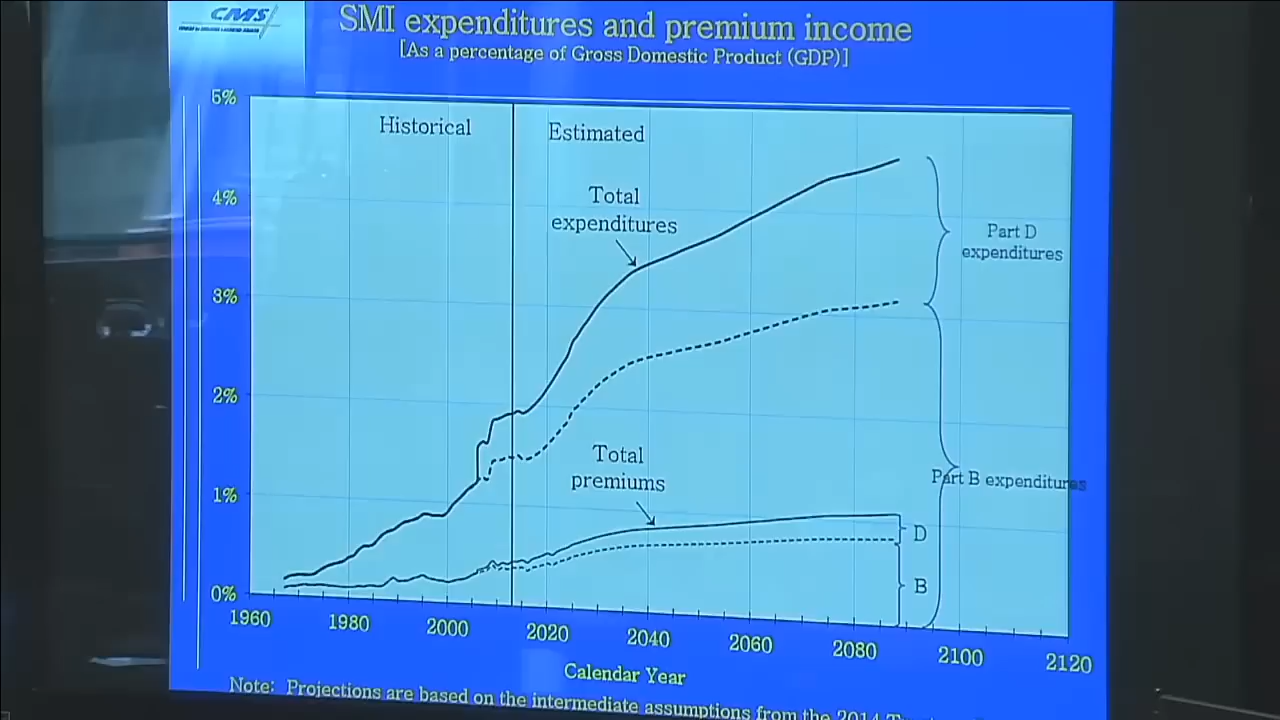 CMS
SMI expenditures and premium income
[As a percentage of Gross Domestic Product (GDP)]
5%
4%
3%
2%
1%
0%
Historical
Estimated
Total
expenditures
Part D
expenditures
Total
premiums
Part B expenditures
D
B
1960
1980
2000
2020
2040
2060
2080
2100
2120
Calendar Year
Note: Projections are based on the intermediate assumptions from the 2014